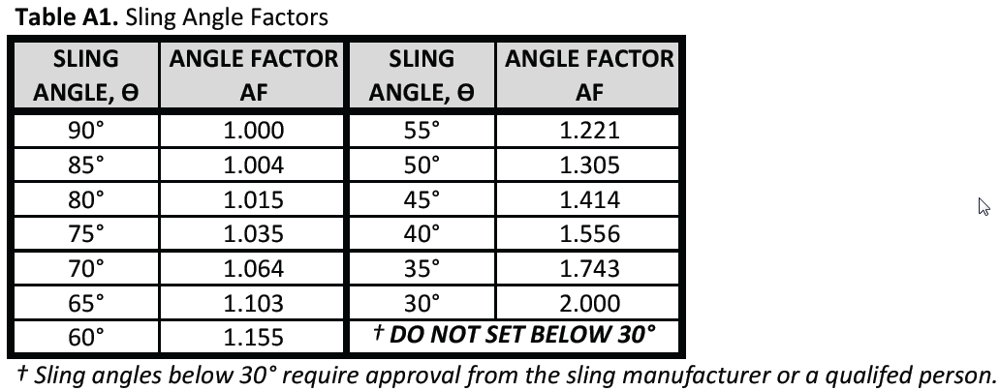 Table A1. Sling Angle Factors
SLING ANGLE FACTOR SLING ANGLE FACTOR
ANGLE, Ө AF ANGLE, Ө AF
90° 1.000 55° 1.221
85° 1.004 50° 1.305
80° 1.015 45° 1.414
75° 1.035 40° 1.556
70° 1.064 35° 1.743
65° 1.103 30° 2.000
60° 1.155 † DO NOT SET BELOW 30°
† Sling angles below 30° require approval from the sling manufacturer or a qualifed person.